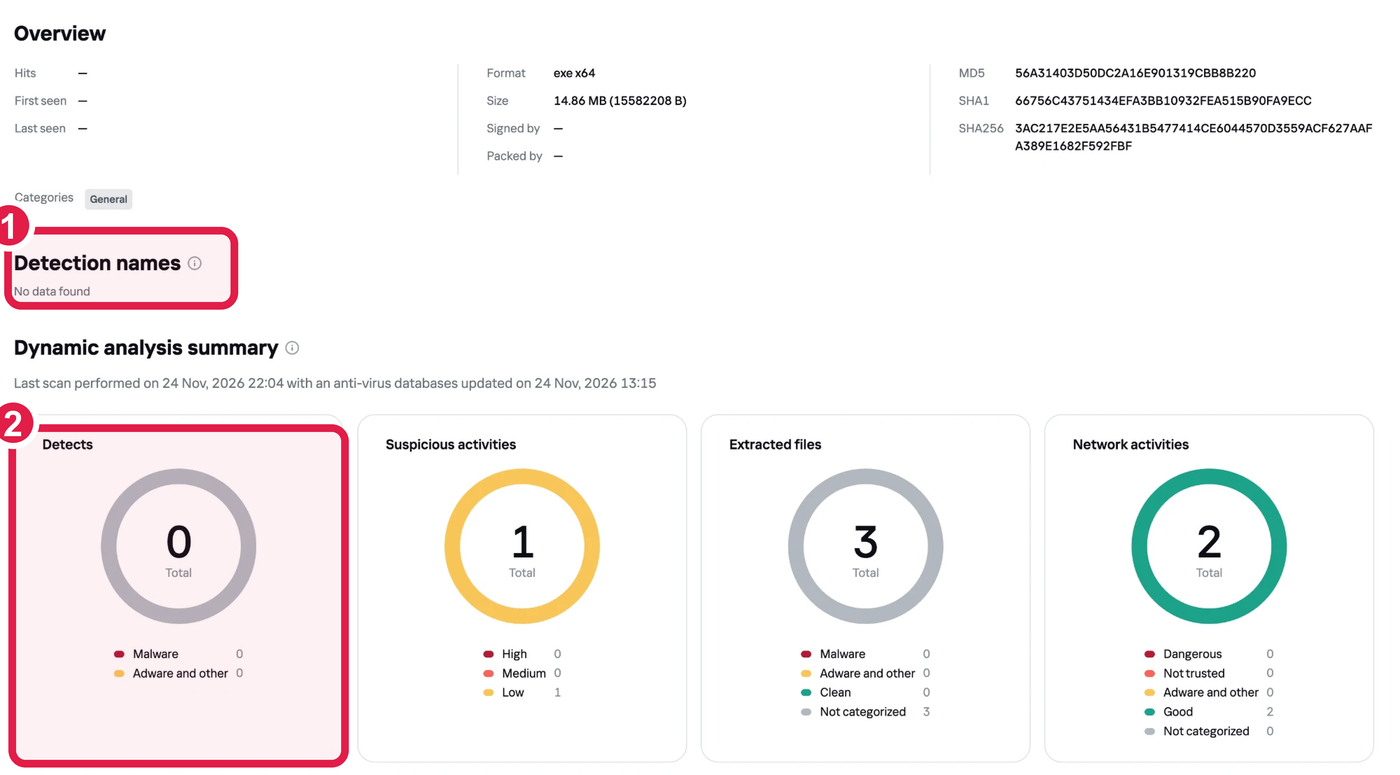 Overview
Hits —
First seen —
Last seen —
Format exe x64
Size 14.86 MB (15582208 B)
Signed by —
Packed by —
MD5 56A31403D50DC2A16E901319CBB8B220
SHA1 66756C43751434EFA3BB10932FEA515B90FA9ECC
SHA256 3AC217E2E5AA56431B5477414CE6044570D3559ACF627AAF
A389E1682F592FBF
Categories General
1
Detection names
No data found
Dynamic analysis summary
Last scan performed on 24 Nov, 2026 22:04 with an anti-virus databases updated on 24 Nov, 2026 13:15
2
Detects
0
Total
Malware 0
Adware and other 0
Suspicious activities
1
Total
High 0
Medium 0
Low 1
Extracted files
3
Total
Malware 0
Adware and other 0
Clean 0
Not categorized 3
Network activities
2
Total
Dangerous 0
Not trusted 0
Adware and other 0
Good 2
Not categorized 0